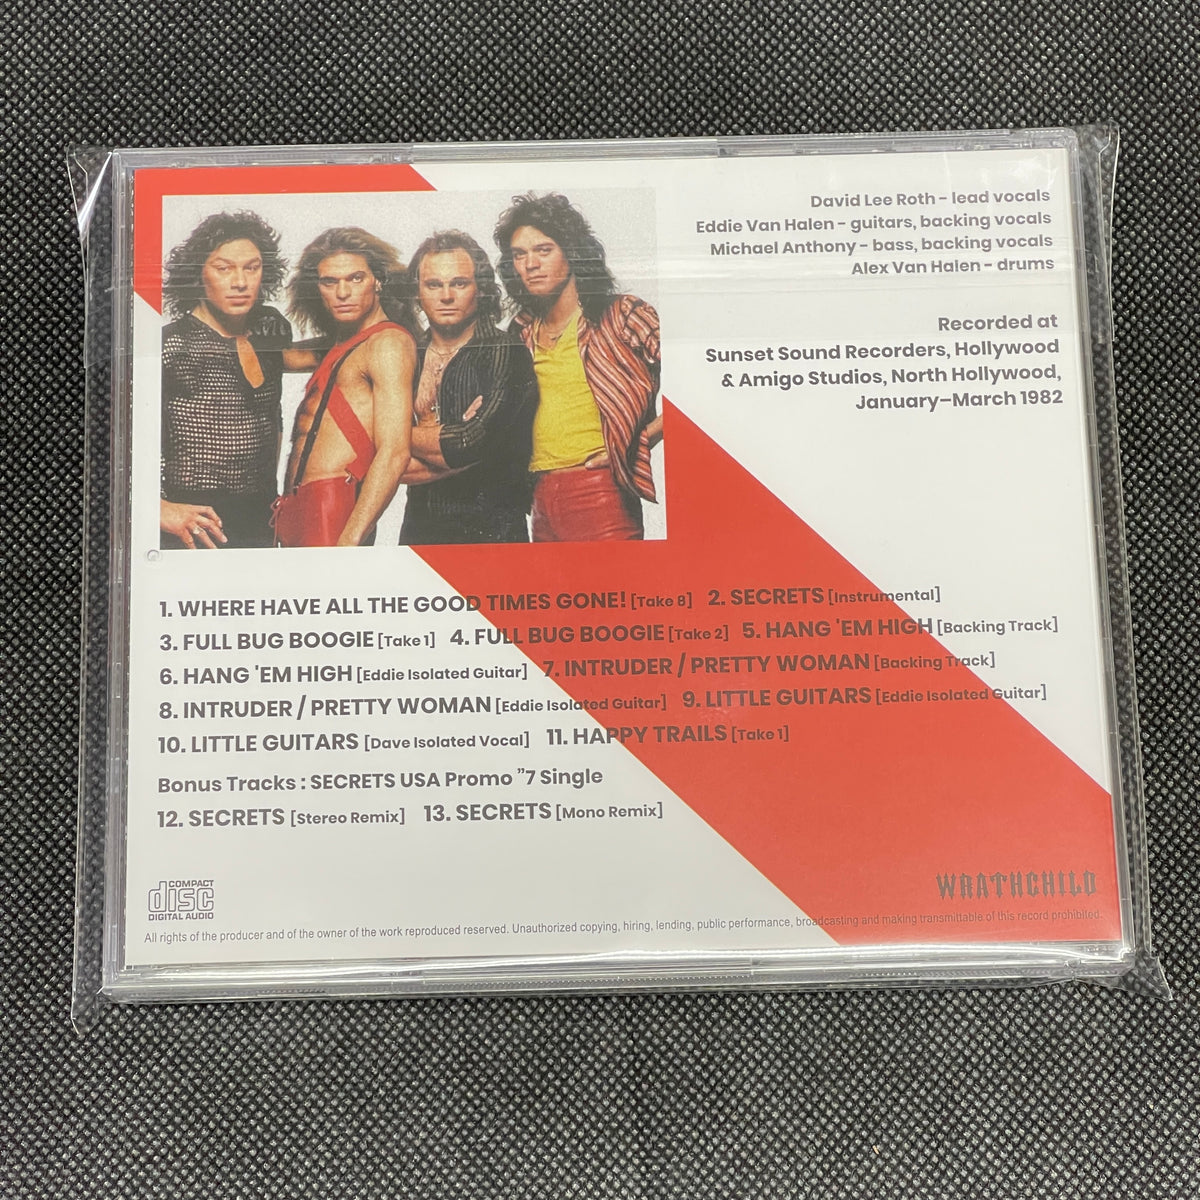 David Lee Roth - lead vocals
Eddie Van Halen - guitars, backing vocals
Michael Anthony - bass, backing vocals
Alex Van Halen - drums
Recorded at
Sunset Sound Recorders, Hollywood
& Amigo Studios, North Hollywood,
January–March 1982
1. WHERE HAVE ALL THE GOOD TIMES GONE! [Take 8] 2. SECRETS [Instrumental]
3. FULL BUG BOOGIE [Take 1] 4. FULL BUG BOOGIE [Take 2] 5. HANG 'EM HIGH [Backing Track]
6. HANG 'EM HIGH [Eddie Isolated Guitar] 7. INTRUDER / PRETTY WOMAN [Backing Track]
8. INTRUDER / PRETTY WOMAN [Eddie Isolated Guitar] 9. LITTLE GUITARS [Eddie Isolated Guitar]
10. LITTLE GUITARS [Dave Isolated Vocal] 11. HAPPY TRAILS [Take 1]
Bonus Tracks : SECRETS USA Promo ”7 Single
12. SECRETS [Stereo Remix] 13. SECRETS [Mono Remix]
COMPACT
disc
DIGITAL AUDIO
WRATHCHILD
All rights of the producer and of the owner of the work reproduced reserved. Unauthorized copying, hiring, lending, public performance, broadcasting and making transmittable of this record prohibited.